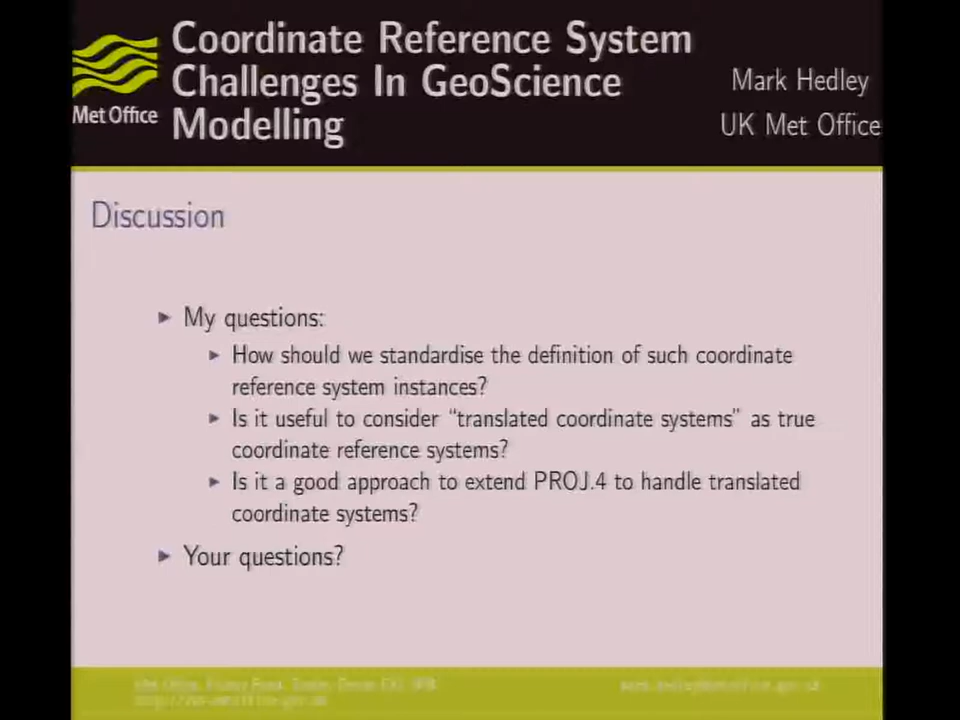 Coordinate Reference System
Challenges In GeoScience
Modelling
Met Office
Mark Hedley
UK Met Office
Discussion
My questions:
How should we standardise the definition of such coordinate
reference system instances?
Is it useful to consider “translated coordinate systems” as true
coordinate reference systems?
Is it a good approach to extend PROJ.4 to handle translated
coordinate systems?
Your questions?